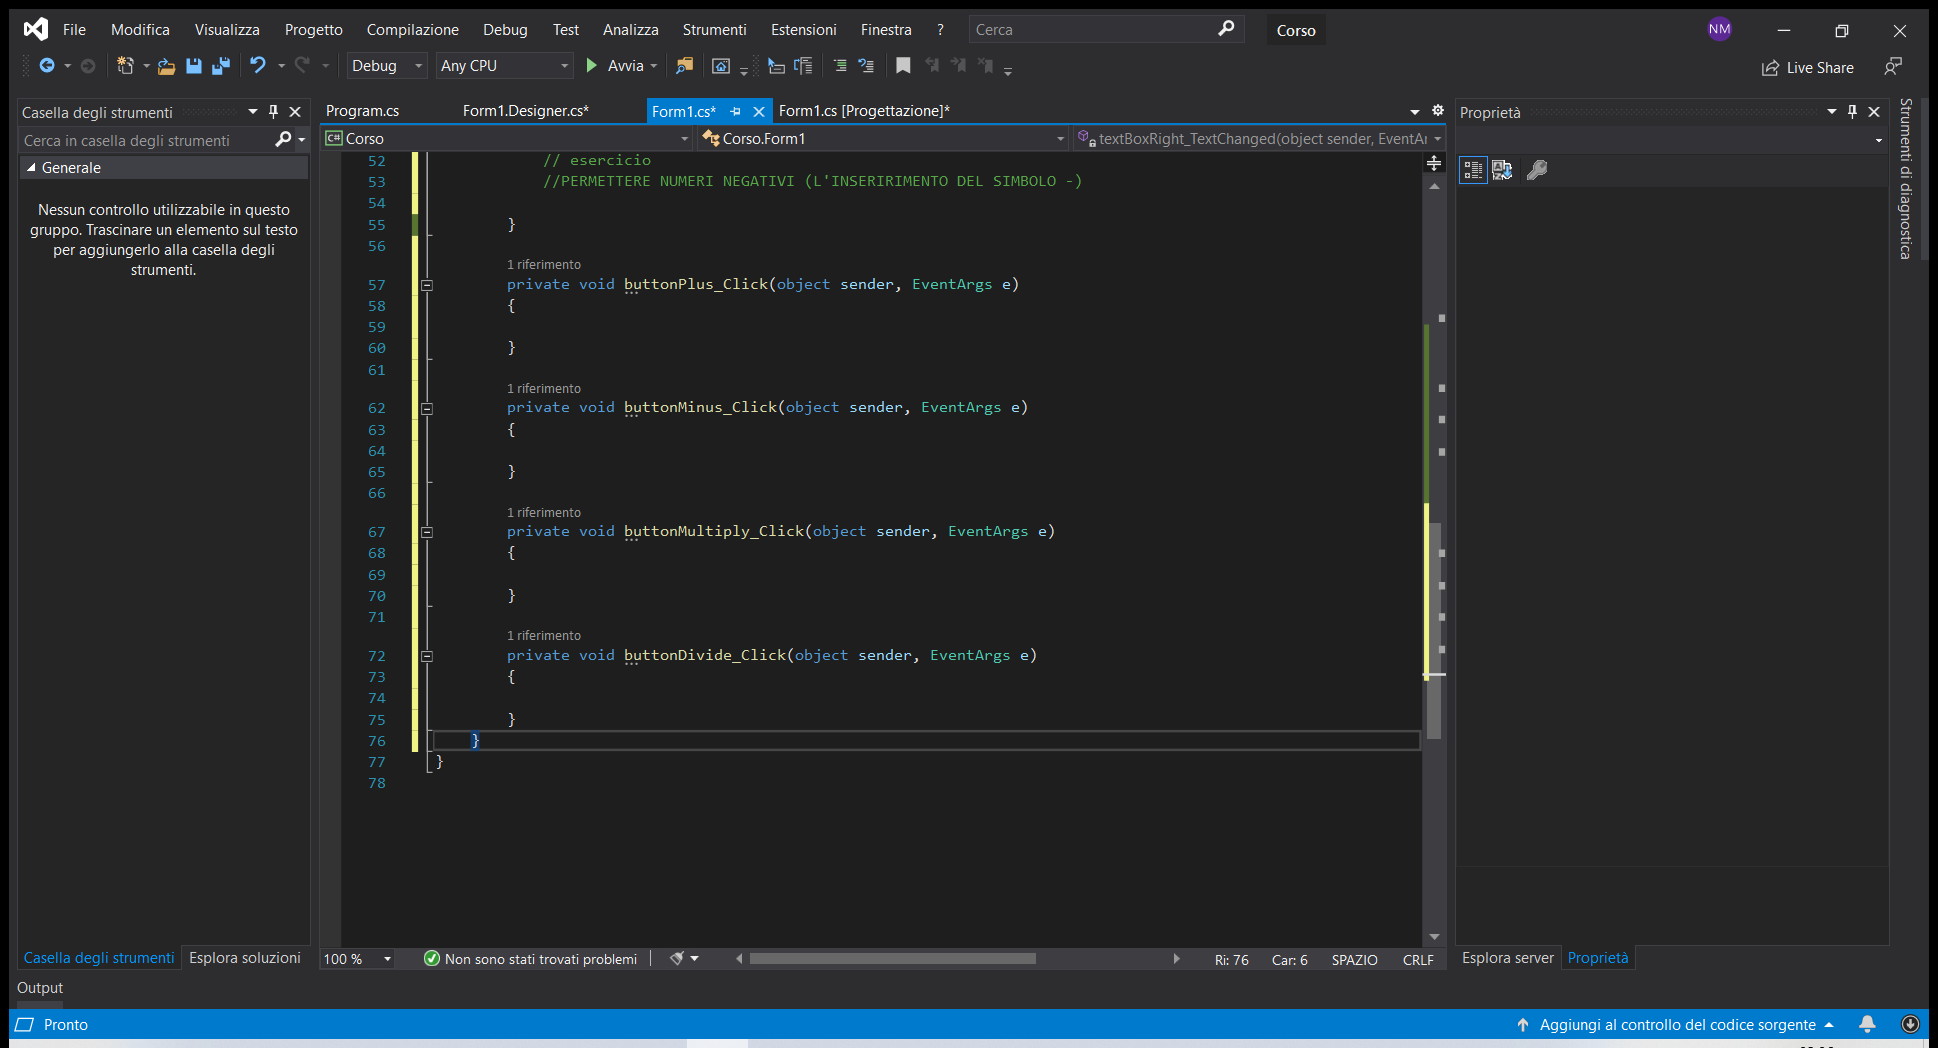 File Modifica Visualizza Progetto Compilazione Debug Test Analizza Strumenti Estensioni Finestra ? Cerca Corso NM
Debug Any CPU Avvia Live Share
Casella degli strumenti
Cerca in casella degli strumenti
Generale
Nessun controllo utilizzabile in questo
gruppo. Trascinare un elemento sul testo
per aggiungerlo alla casella degli
strumenti.
Program.cs Form1.Designer.cs* Form1.cs* Form1.cs [Progettazione]*
C# Corso Corso.Form1 textBoxRight_TextChanged(object sender, EventAr
52 // esercicio
53 //PERMETTERE NUMERI NEGATIVI (L'INSERIRIMENTO DEL SIMBOLO -)
54
55 }
56
1 riferimento
57 private void buttonPlus_Click(object sender, EventArgs e)
58 {
59
60 }
61
1 riferimento
62 private void buttonMinus_Click(object sender, EventArgs e)
63 {
64
65 }
66
1 riferimento
67 private void buttonMultiply_Click(object sender, EventArgs e)
68 {
69
70 }
71
1 riferimento
72 private void buttonDivide_Click(object sender, EventArgs e)
73 {
74
75 }
76 }
77 }
78
100 % Non sono stati trovati problemi Ri: 76 Car: 6 SPAZIO CRLF
Proprietà
Strumenti di diagnostica
Casella degli strumenti Esplora soluzioni
Esplora server Proprietà
Output
Pronto
Aggiungi al controllo del codice sorgente